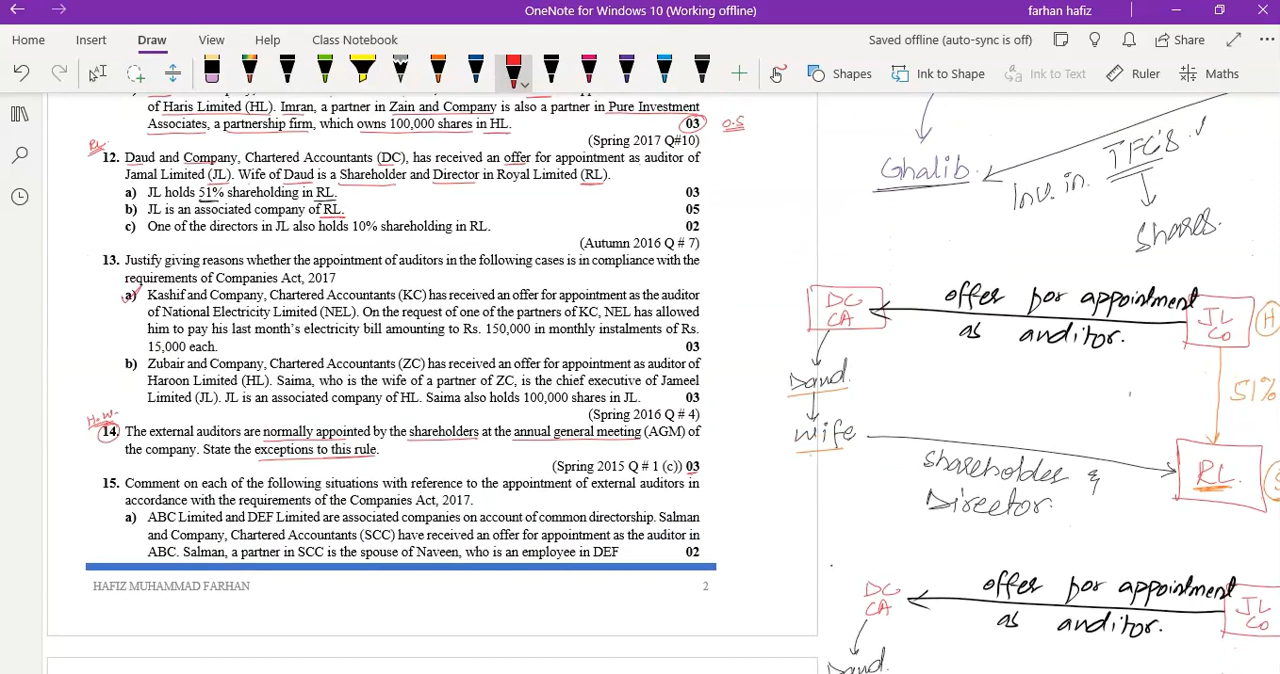 OneNote for Windows 10 (Working offline)
farhan hafiz
Home Insert Draw View Help Class Notebook
Saved offline (auto-sync is off)
Share
Shapes
Ink to Shape
Ink to Text
Ruler
Maths
of Haris Limited (HL). Imran, a partner in Zain and Company is also a partner in Pure Investment
Associates, a partnership firm, which owns 100,000 shares in HL. 03 0.5
(Spring 2017 Q#10)
RL
12. Daud and Company, Chartered Accountants (DC), has received an offer for appointment as auditor of
Jamal Limited (JL). Wife of Daud is a Shareholder and Director in Royal Limited (RL).
a) JL holds 51% shareholding in RL. 03
b) JL is an associated company of RL. 05
c) One of the directors in JL also holds 10% shareholding in RL. 02
(Autumn 2016 Q # 7)
13. Justify giving reasons whether the appointment of auditors in the following cases is in compliance with the
requirements of Companies Act, 2017
a) Kashif and Company, Chartered Accountants (KC) has received an offer for appointment as the auditor
of National Electricity Limited (NEL). On the request of one of the partners of KC, NEL has allowed
him to pay his last month's electricity bill amounting to Rs. 150,000 in monthly instalments of Rs.
15,000 each. 03
b) Zubair and Company, Chartered Accountants (ZC) has received an offer for appointment as auditor of
Haroon Limited (HL). Saima, who is the wife of a partner of ZC, is the chief executive of Jameel
Limited (JL). JL is an associated company of HL. Saima also holds 100,000 shares in JL. 03
(Spring 2016 Q # 4)
H.W.
14. The external auditors are normally appointed by the shareholders at the annual general meeting (AGM) of
the company. State the exceptions to this rule.
(Spring 2015 Q # 1 (c)) 03
15. Comment on each of the following situations with reference to the appointment of external auditors in
accordance with the requirements of the Companies Act, 2017.
a) ABC Limited and DEF Limited are associated companies on account of common directorship. Salman
and Company, Chartered Accountants (SCC) have received an offer for appointment as the auditor in
ABC. Salman, a partner in SCC is the spouse of Naveen, who is an employee in DEF 02
HAFIZ MUHAMMAD FARHAN 2
Ghalib
Inv. in. TFC'S
Shares.
DC
CA
offer for appointment
as auditor.
JL
Co
H
Daud.
51%
wife
Shareholder &
Director.
RL.
S
DC
CA
offer for appointment
as auditor.
JL
Co
Daud.